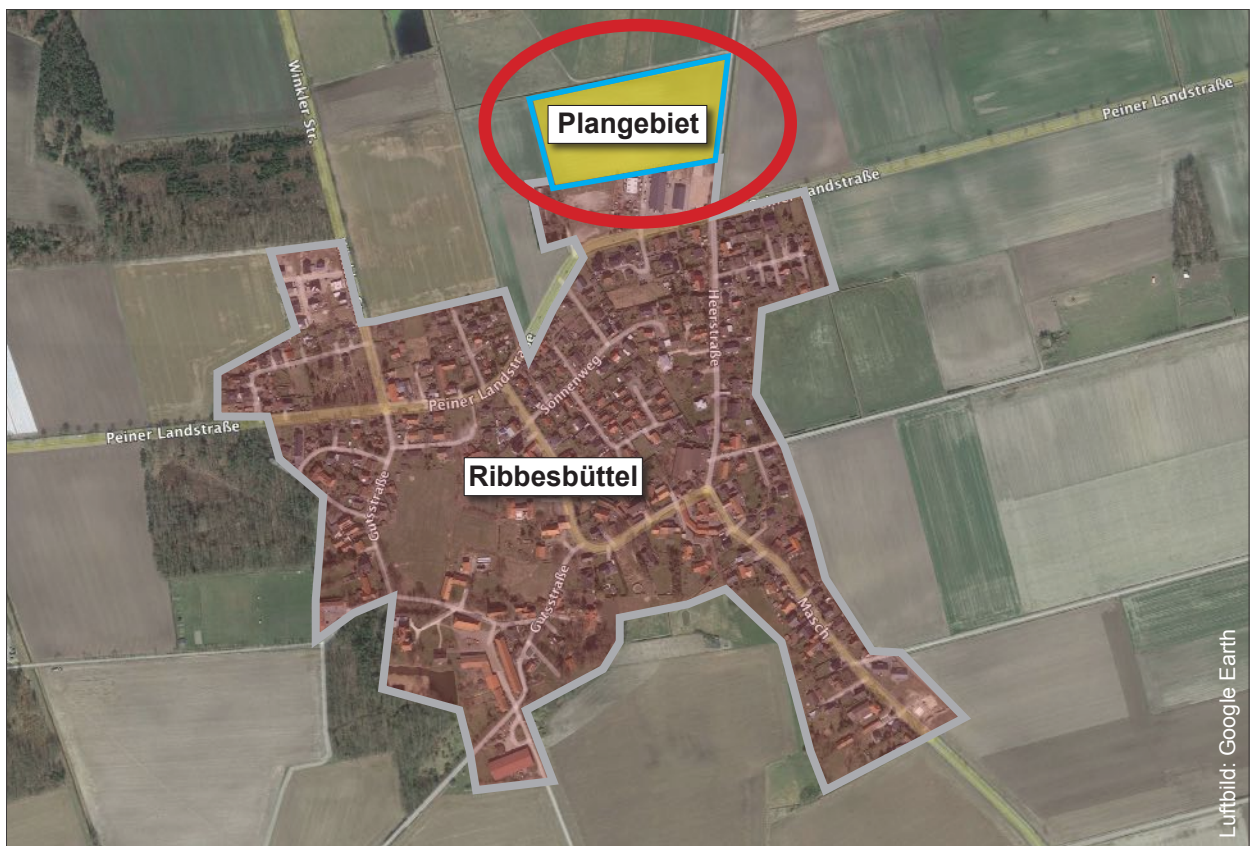 Plangebiet
Winkler Str.
Peiner Landstraße
Landstraße
Heerstraße
Peiner Landstraße
Sonnenweg
Peiner Landstraße
Ribbesbüttel
Gutsstraße
Gutsstraße
Masch
Luftbild: Google Earth